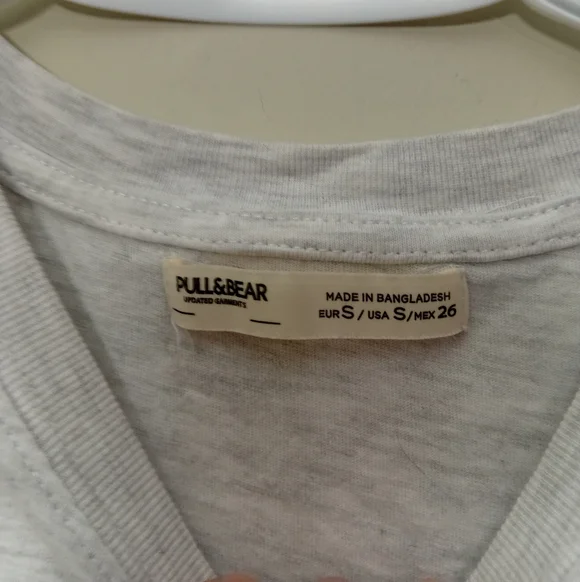 PULL&BEAR
UPDATED GARMENTS
MADE IN BANGLADESH
EUR S / USA S / MEX 26